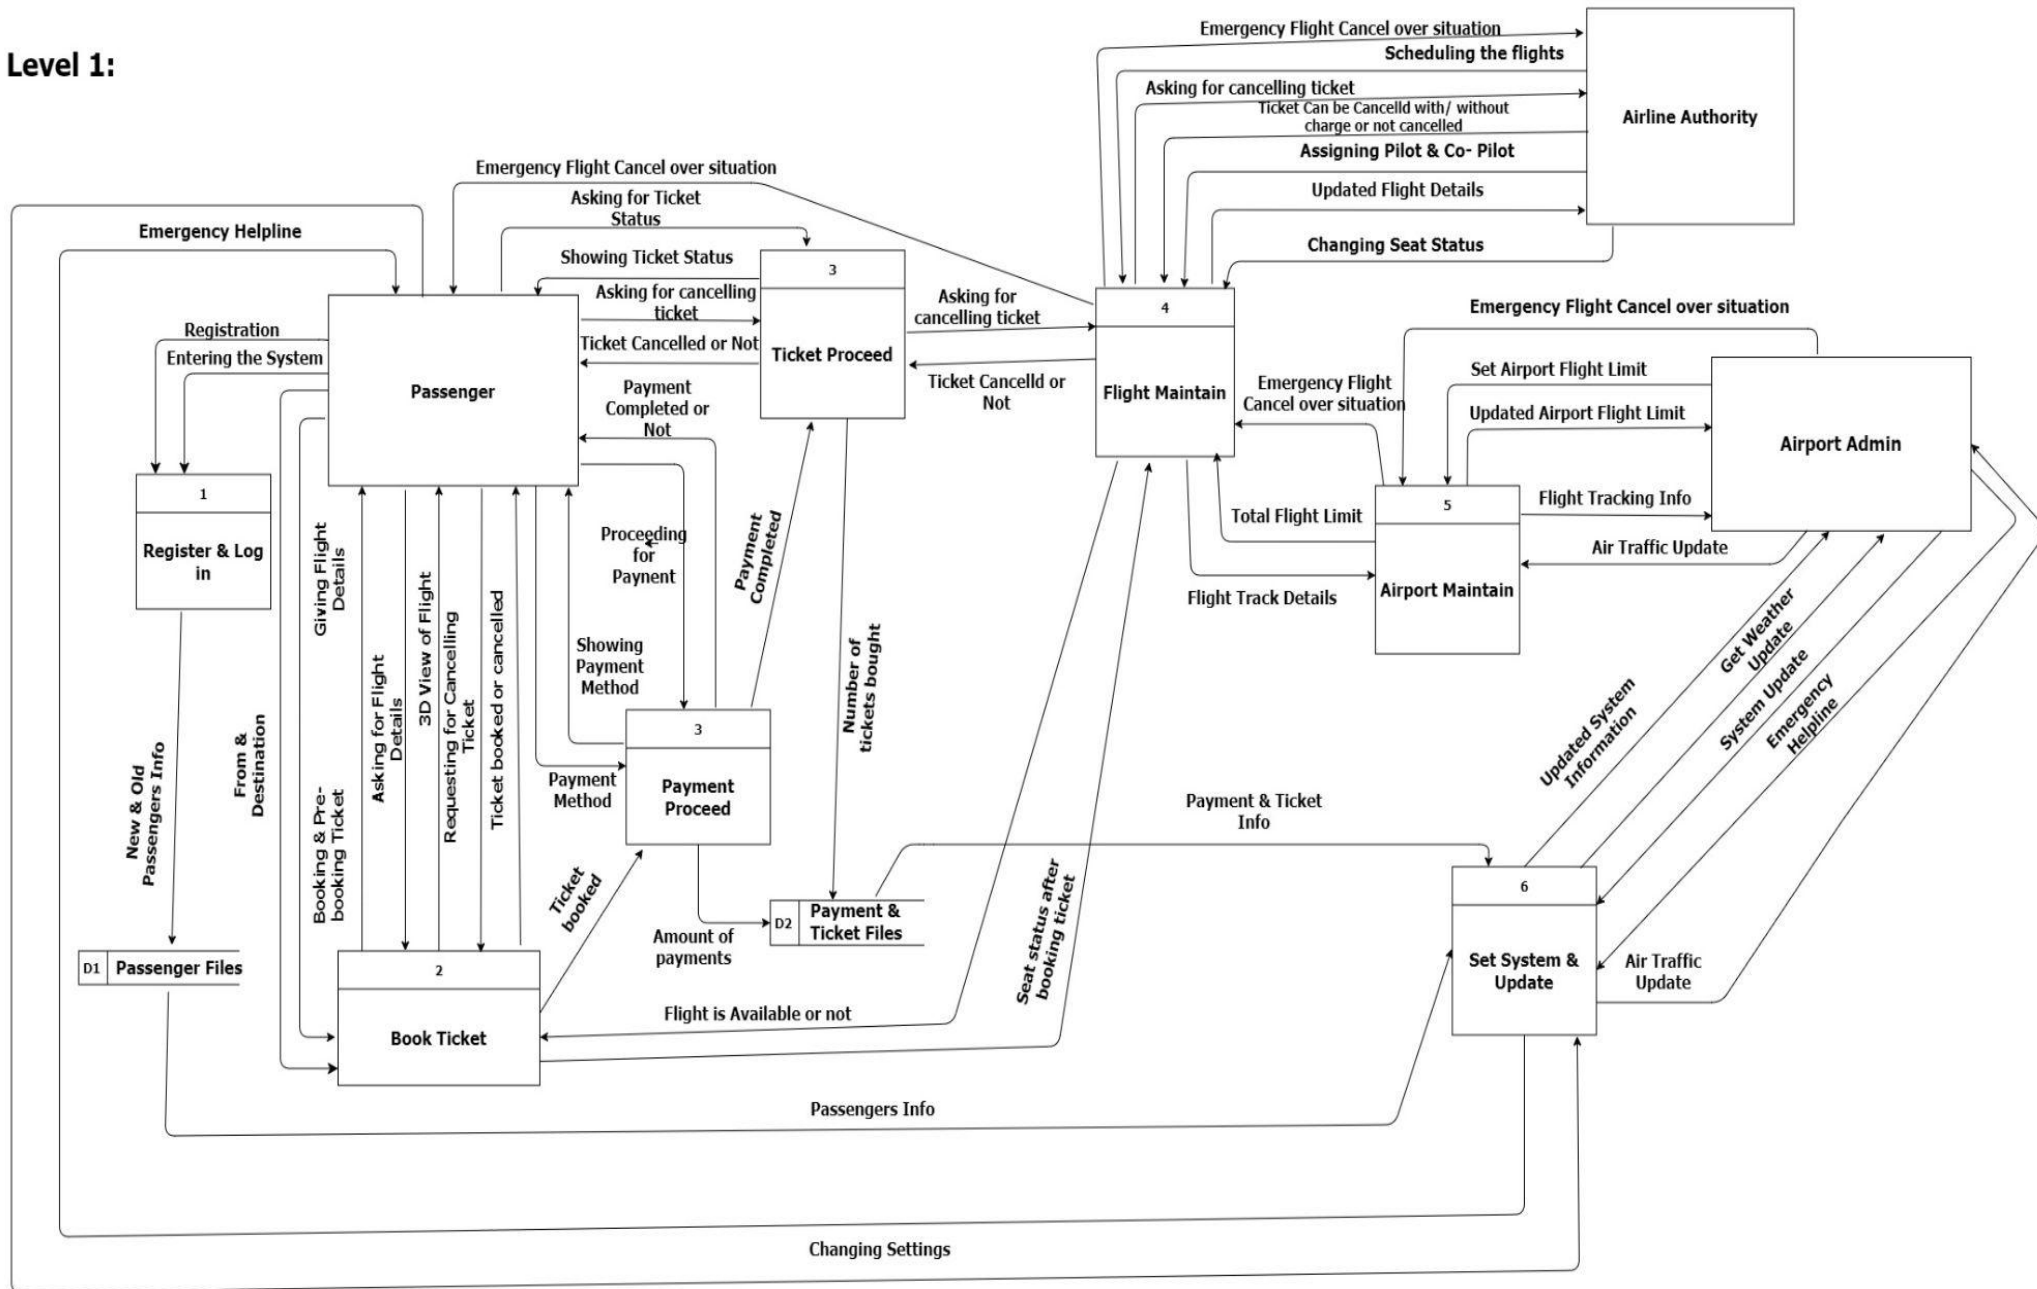 Level 1:
Emergency Flight Cancel over situation
Scheduling the flights
Asking for cancelling ticket
Ticket Can be Cancelld with/ without
charge or not cancelled
Assigning Pilot & Co- Pilot
Updated Flight Details
Changing Seat Status
Airline Authority
Emergency Flight Cancel over situation
Asking for Ticket
Status
Emergency Helpline
Showing Ticket Status
Asking for cancelling
ticket
Ticket Cancelled or Not
3
Ticket Proceed
Asking for
cancelling ticket
Ticket Cancelld or
Not
4
Flight Maintain
Emergency Flight Cancel over situation
Set Airport Flight Limit
Updated Airport Flight Limit
Emergency Flight
Cancel over situation
Airport Admin
Registration
Entering the System
Passenger
Payment
Completed or
Not
1
Register & Log
in
Total Flight Limit
5
Airport Maintain
Flight Tracking Info
Air Traffic Update
Flight Track Details
Giving Flight
Details
Proceeding
for
Paynent
Payment
Completed
Showing
Payment
Method
Number of
tickets bought
Asking for Flight
Details
3D View of Flight
Requesting for Cancelling
Ticket
Ticket booked or cancelled
From &
Destination
Booking & Pre-
booking Ticket
New & Old
Passengers Info
3
Payment
Proceed
Payment
Method
Ticket
booked
Amount of
payments
D2
Payment &
Ticket Files
Payment & Ticket
Info
Get Weather
Update
System Update
Emergency
Helpline
Updated System
Information
6
Set System &
Update
Air Traffic
Update
D1
Passenger Files
2
Book Ticket
Flight is Available or not
Seat status after
booking ticket
Passengers Info
Changing Settings